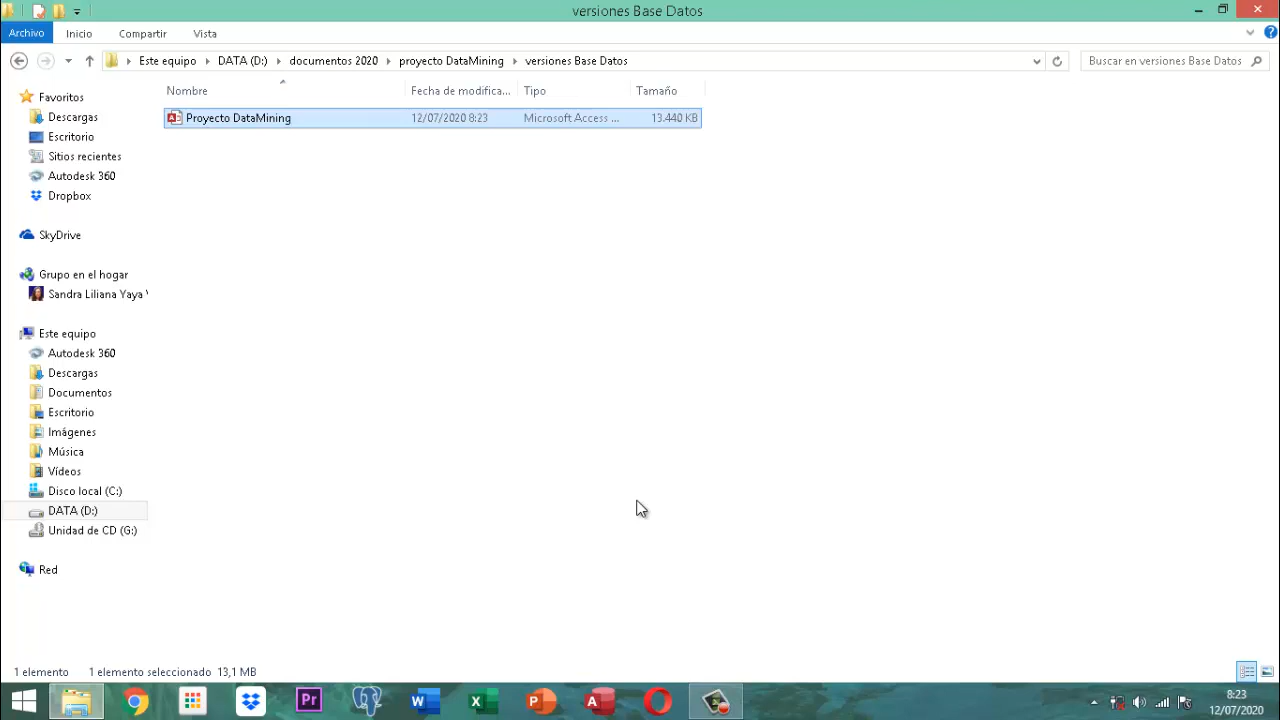 versiones Base Datos
Archivo Inicio Compartir Vista
Este equipo DATA (D:) documentos 2020 proyecto DataMining versiones Base Datos Buscar en versiones Base Datos
Nombre Fecha de modifica... Tipo Tamaño
Proyecto DataMining 12/07/2020 8:23 Microsoft Access ... 13.440 KB
Favoritos
Descargas
Escritorio
Sitios recientes
Autodesk 360
Dropbox
SkyDrive
Grupo en el hogar
Sandra Liliana Yaya
Este equipo
Autodesk 360
Descargas
Documentos
Escritorio
Imágenes
Música
Vídeos
Disco local (C:)
DATA (D:)
Unidad de CD (G:)
Red
1 elemento 1 elemento seleccionado 13,1 MB
Pr W X P A
8:23
12/07/2020